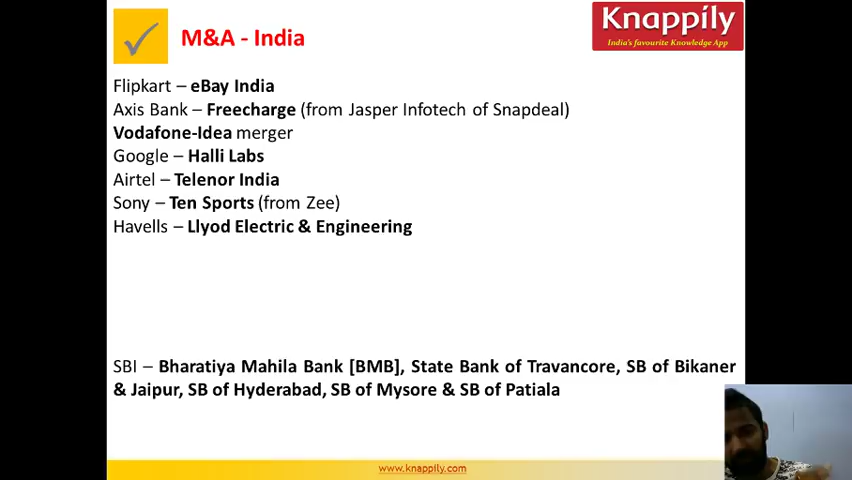 M&A - India
Knappily
India's favourite Knowledge App
Flipkart – eBay India
Axis Bank – Freecharge (from Jasper Infotech of Snapdeal)
Vodafone-Idea merger
Google – Halli Labs
Airtel – Telenor India
Sony – Ten Sports (from Zee)
Havells – Llyod Electric & Engineering
SBI – Bharatiya Mahila Bank [BMB], State Bank of Travancore, SB of Bikaner
& Jaipur, SB of Hyderabad, SB of Mysore & SB of Patiala
www.knappily.com